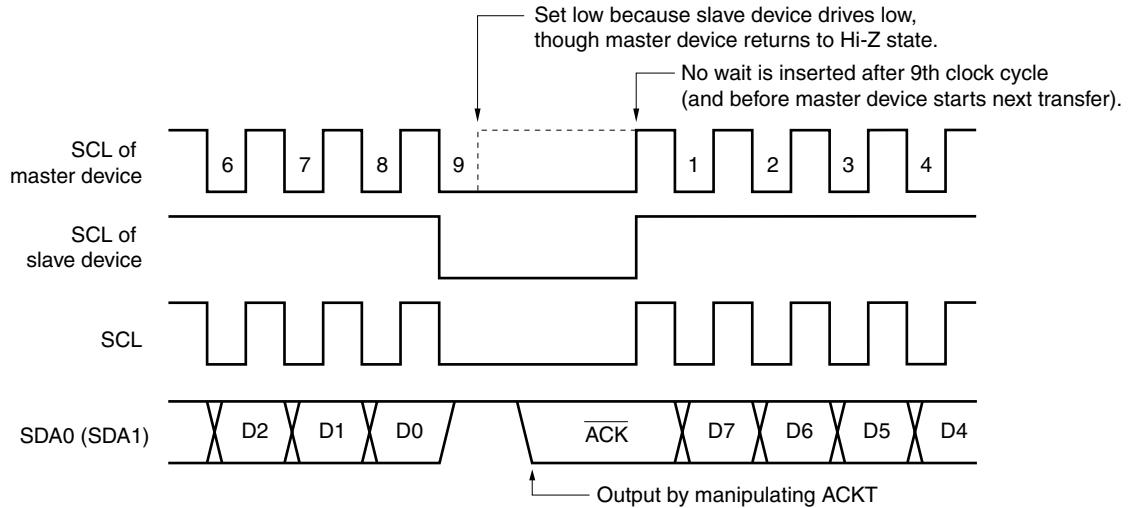 Set low because slave device drives low,
though master device returns to Hi-Z state.
No wait is inserted after 9th clock cycle
(and before master device starts next transfer).
SCL of
master device
6 7 8 9 1 2 3 4
SCL of
slave device
SCL
SDA0 (SDA1)
D2 D1 D0 A̅C̅K̅ D7 D6 D5 D4
Output by manipulating ACKT